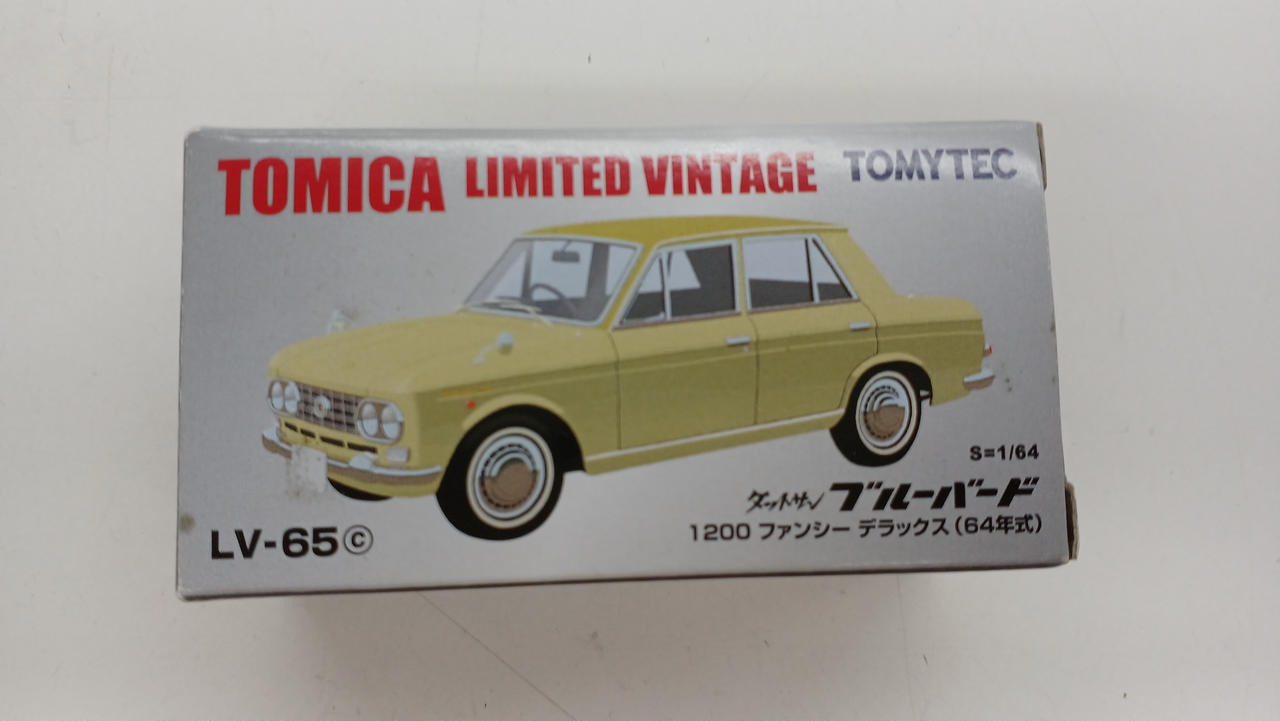 TOMICA LIMITED VINTAGE TOMYTEC
S=1/64
ダットサン ブルーバード
1200 ファンシー デラックス(64年式)
LV-65ⓒ